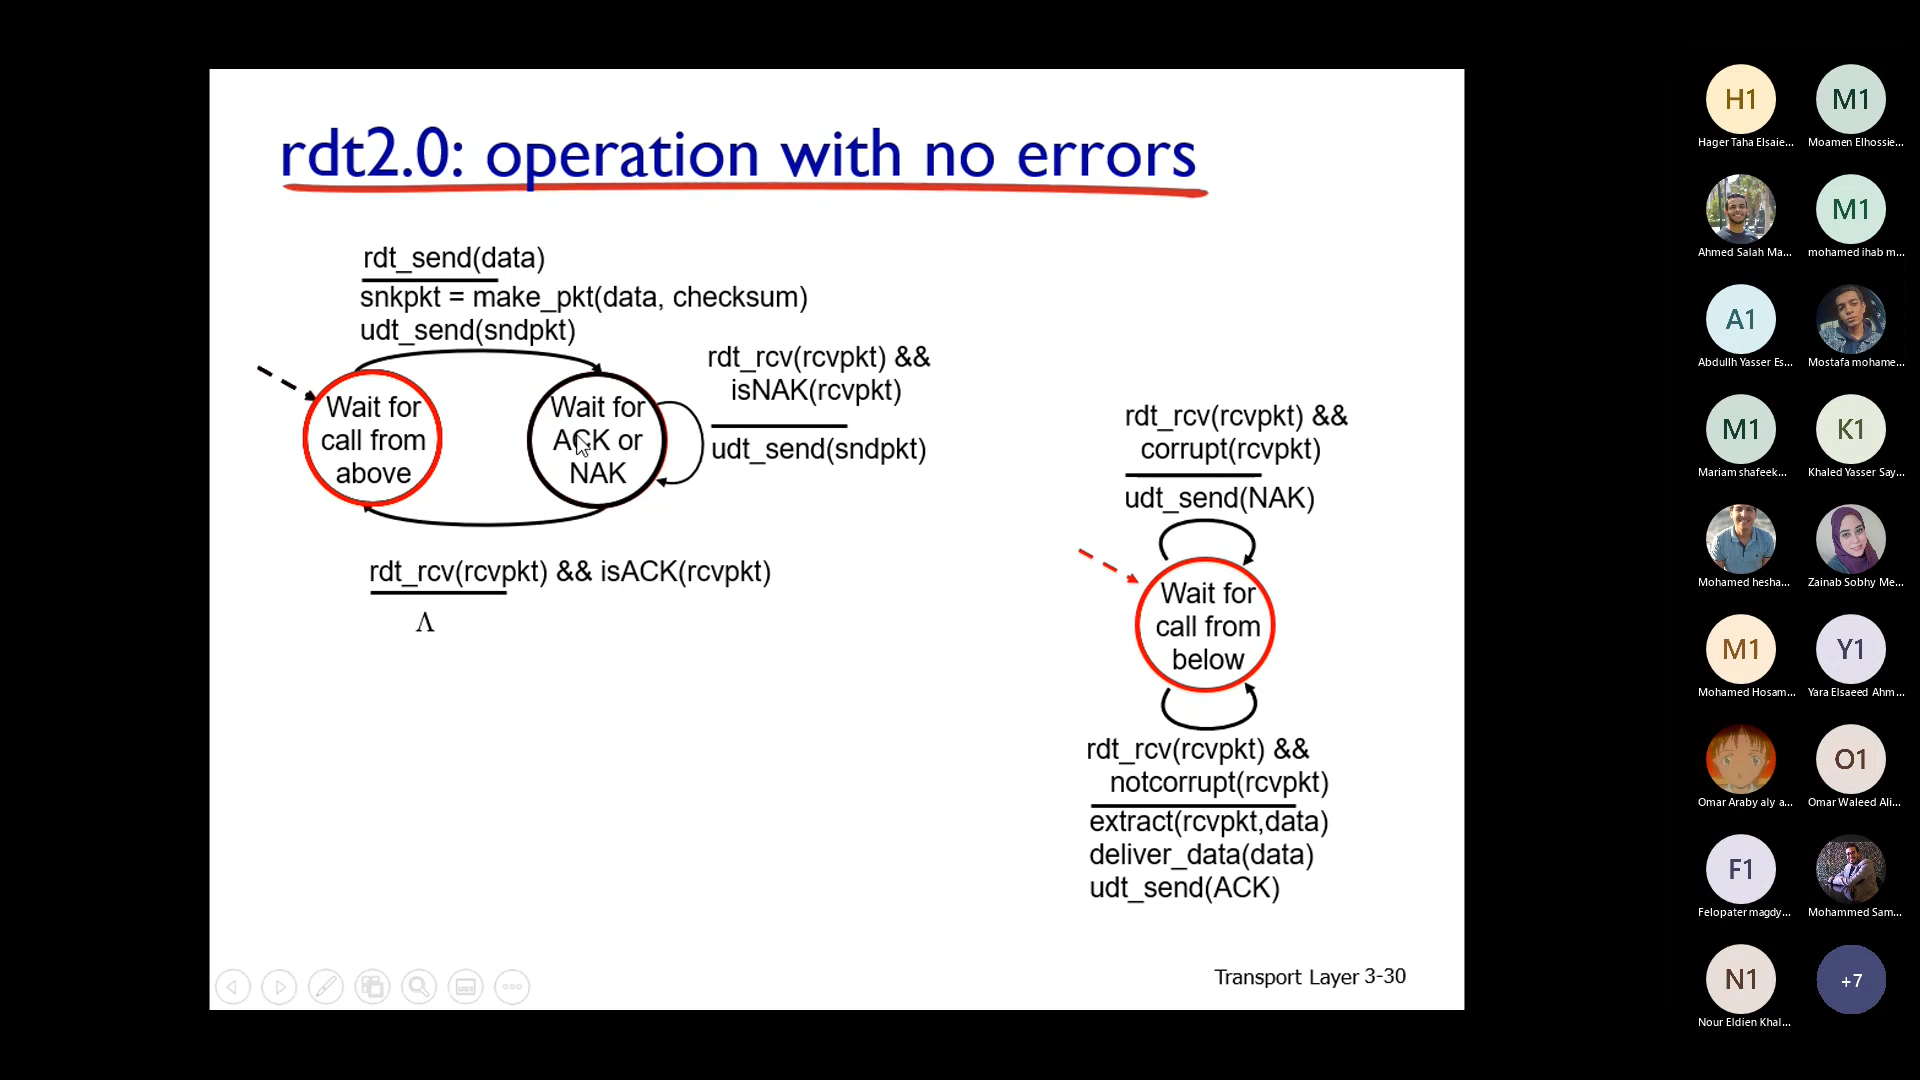 rdt2.0: operation with no errors
rdt_send(data)
snkpkt = make_pkt(data, checksum)
udt_send(sndpkt)
Wait for
call from
above
Wait for
ACK or
NAK
rdt_rcv(rcvpkt) &&
isNAK(rcvpkt)
udt_send(sndpkt)
rdt_rcv(rcvpkt) && isACK(rcvpkt)
Λ
rdt_rcv(rcvpkt) &&
corrupt(rcvpkt)
udt_send(NAK)
Wait for
call from
below
rdt_rcv(rcvpkt) &&
notcorrupt(rcvpkt)
extract(rcvpkt,data)
deliver_data(data)
udt_send(ACK)
Transport Layer 3-30
H1
Hager Taha Elsaie...
M1
Moamen Elhossie...
Ahmed Salah Ma...
M1
mohamed ihab m...
A1
Abdullh Yasser Es...
Mostafa mohame...
M1
Mariam shafeek...
K1
Khaled Yasser Say...
Mohamed hesha...
Zainab Sobhy Me...
M1
Mohamed Hosam...
Y1
Yara Elsaeed Ahm...
Omar Araby aly a...
O1
Omar Waleed Ali...
F1
Felopater magdy...
Mohammed Sam...
N1
Nour Eldien Khal...
+7